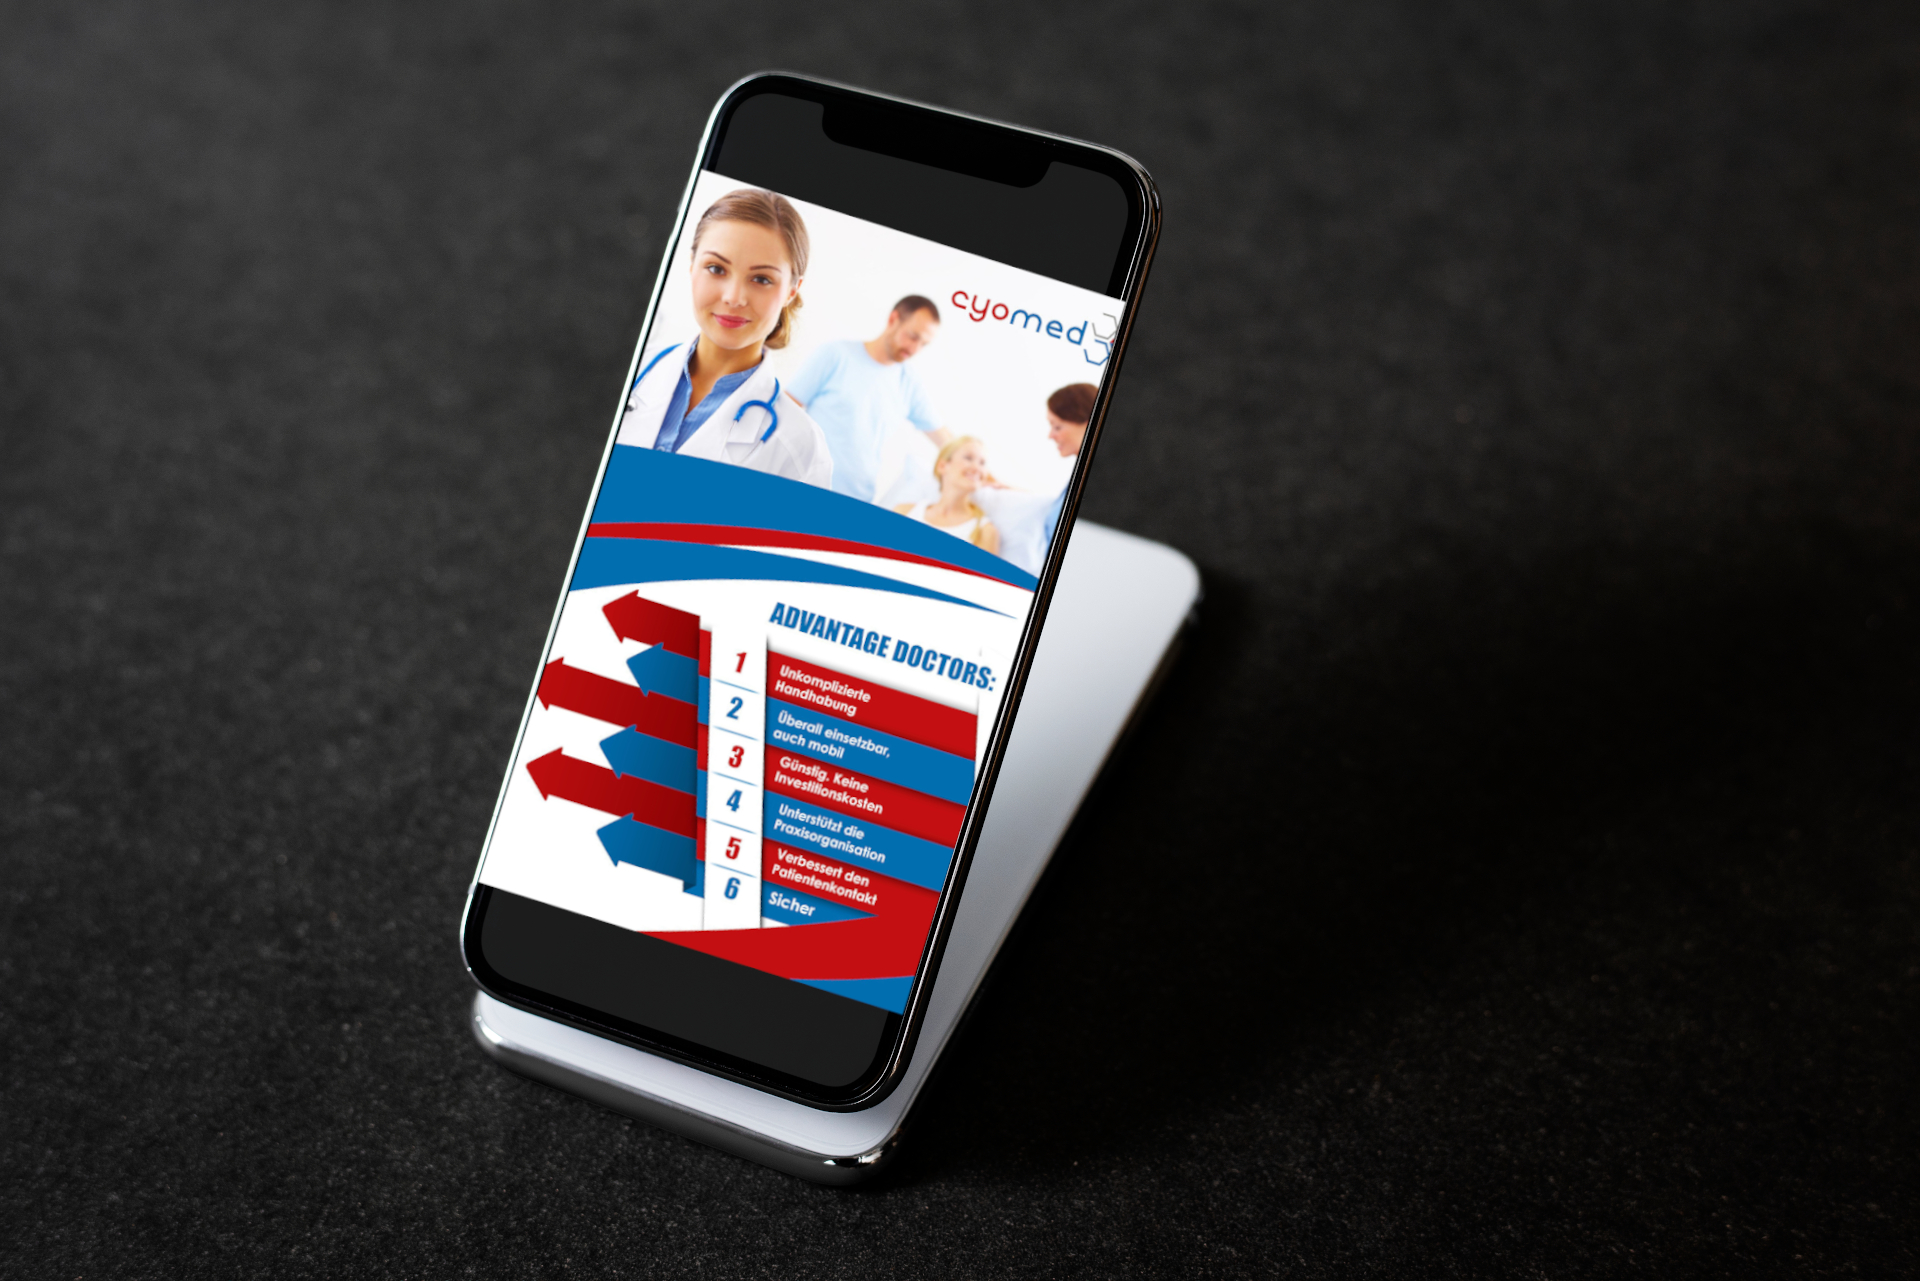 cyomed
ADVANTAGE DOCTORS:
1
Unkomplizierte
Handhabung
2
Überall einsetzbar,
auch mobil
3
Günstig. Keine
Investitionskosten
4
Unterstützt die
Praxisorganisation
5
Verbessert den
Patientenkontakt
6
Sicher